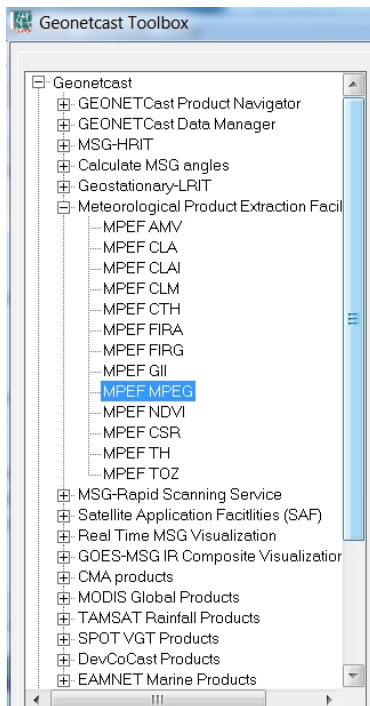 Geonetcast Toolbox
Geonetcast
GEONETCast Product Navigator
GEONETCast Data Manager
MSG-HRIT
Calculate MSG angles
Geostationary-LRIT
Meteorological Product Extraction Facil
MPEF AMV
MPEF CLA
MPEF CLAI
MPEF CLM
MPEF CTH
MPEF FIRA
MPEF FIRG
MPEF GII
MPEF MPEG
MPEF NDVI
MPEF CSR
MPEF TH
MPEF TOZ
MSG-Rapid Scanning Service
Satellite Application Facitlities (SAF)
Real Time MSG Visualization
GOES-MSG IR Composite Visualization
CMA products
MODIS Global Products
TAMSAT Rainfall Products
SPOT VGT Products
DevCoCast Products
EAMNET Marine Products